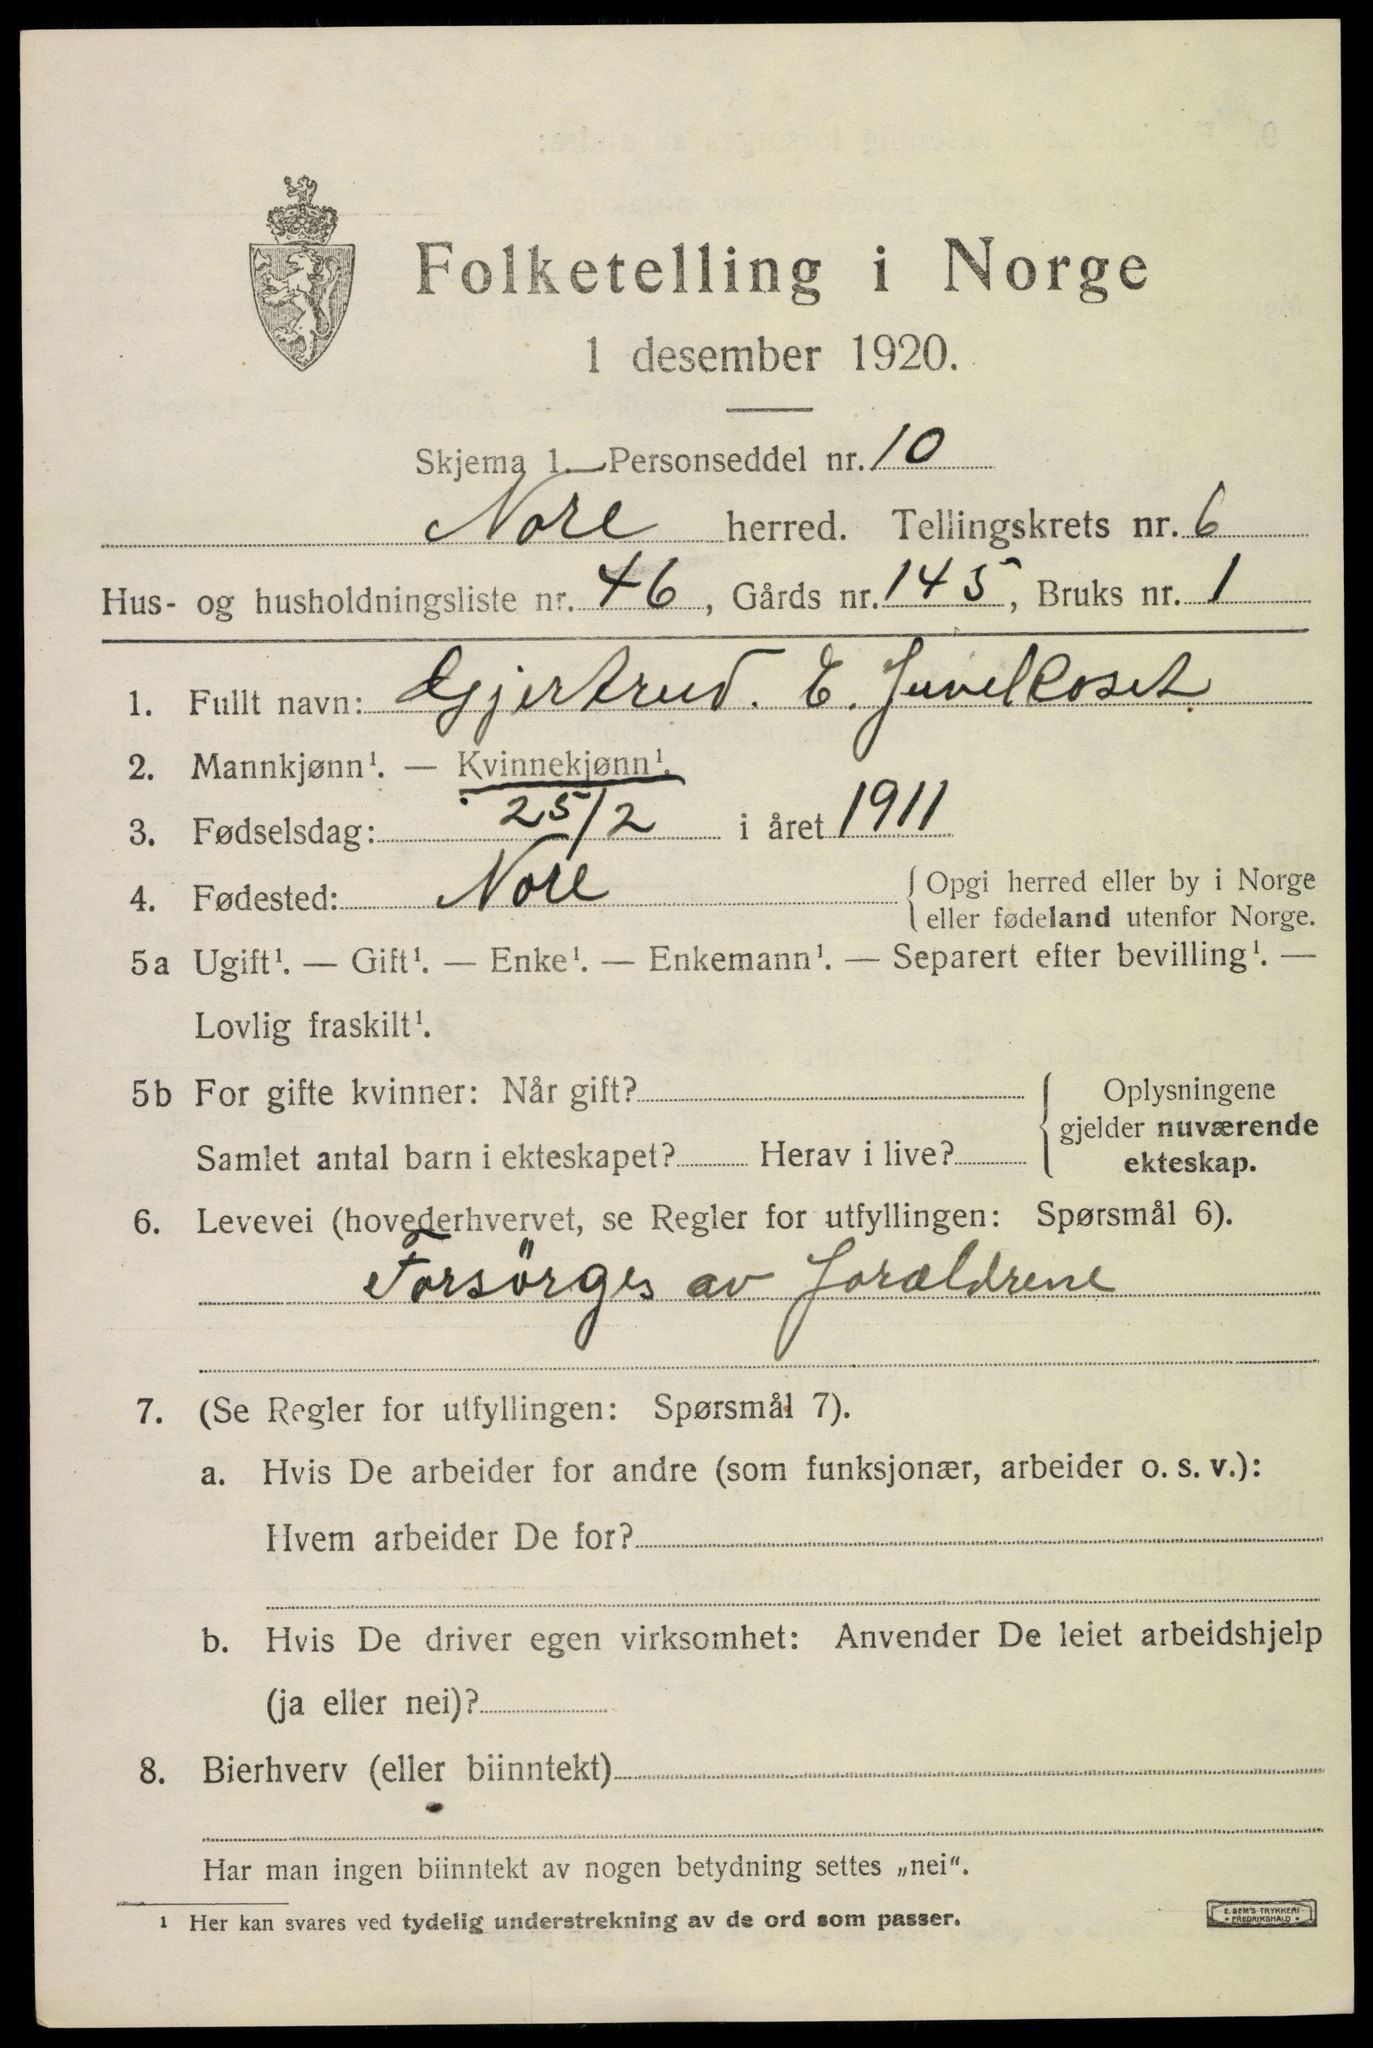 Folketelling i Norge
1 desember 1920.
Skjema 1. Personseddel nr. 10
Nore herred. Tellingskrets nr. 6
Hus- og husholdningsliste nr. 46, Gårds nr. 145, Bruks nr. 1
1. Fullt navn: Gjertrud. E. Juvelkoset
2. Mannkjønn¹. — Kvinnekjønn¹.
3. Fødselsdag: 25/2 i året 1911
4. Fødested: Nore { Opgi herred eller by i Norge
eller fødeland utenfor Norge.
5a Ugift¹. — Gift¹. — Enke¹. — Enkemann¹. — Separert efter bevilling¹. —
Lovlig fraskilt¹.
5b For gifte kvinner: Når gift? { Oplysningene
gjelder nuværende
Samlet antal barn i ekteskapet? Herav i live? ekteskap.
6. Levevei (hovederhvervet, se Regler for utfyllingen: Spørsmål 6).
Forsörges av forældrene
7. (Se Regler for utfyllingen: Spørsmål 7).
a. Hvis De arbeider for andre (som funksjonær, arbeider o. s. v.):
Hvem arbeider De for?
b. Hvis De driver egen virksomhet: Anvender De leiet arbeidshjelp
(ja eller nei)?
8. Bierhverv (eller biinntekt)
Har man ingen biinntekt av nogen betydning settes „nei“.
¹ Her kan svares ved tydelig understrekning av de ord som passer.
E. SEM'S TRYKKERI
• FREDRIKSHALD •